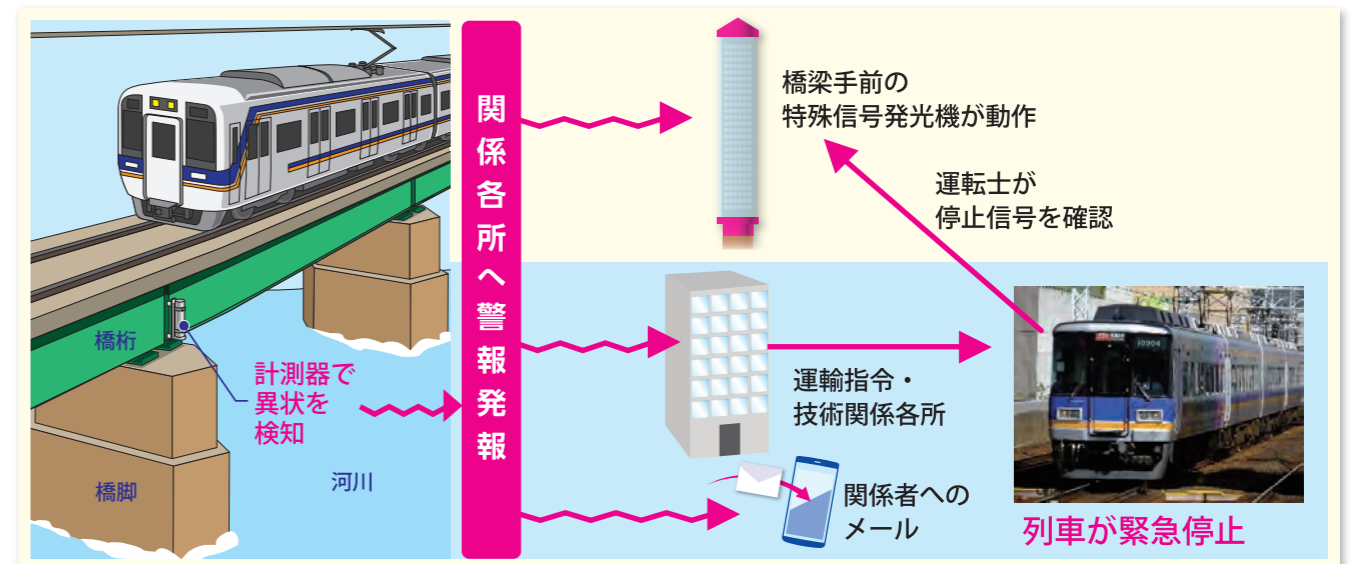 橋桁
計測器で
異状を
検知
橋脚
河川
関係各所へ警報発報
橋梁手前の
特殊信号発光機が動作
運転士が
停止信号を確認
運輸指令・
技術関係各所
関係者への
メール
10904
列車が緊急停止